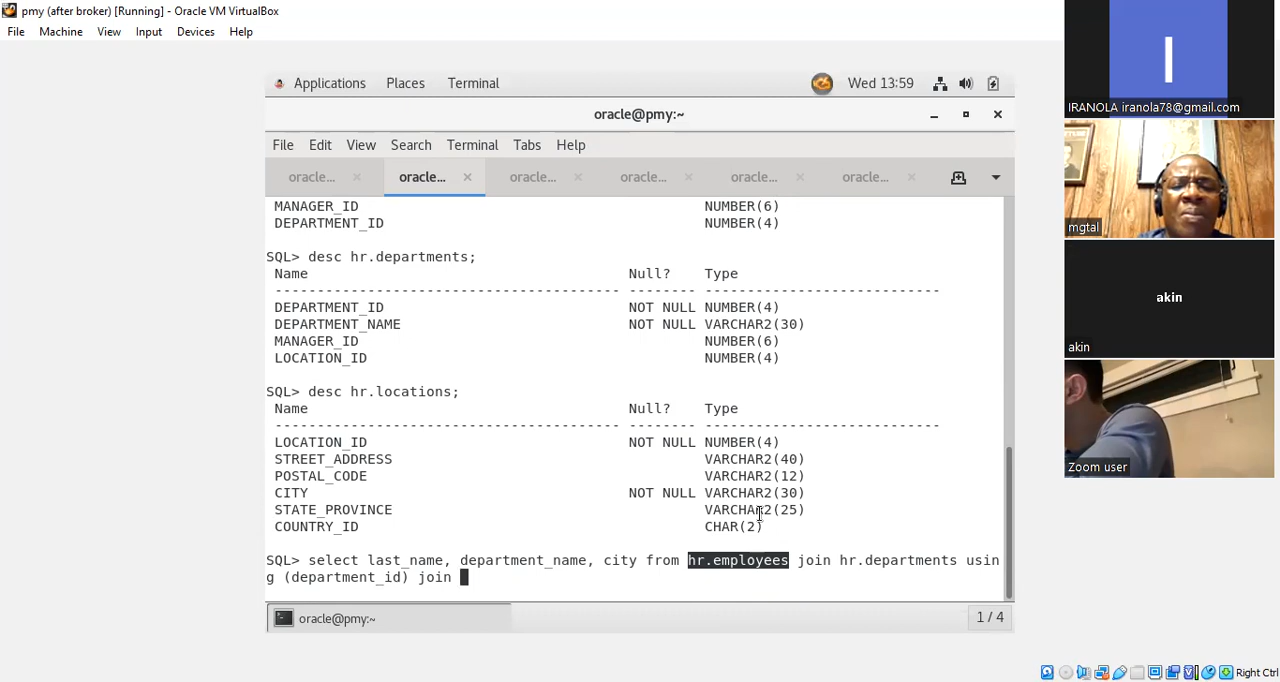 pmy (after broker) [Running] - Oracle VM VirtualBox
File Machine View Input Devices Help
Applications Places Terminal Wed 13:59
oracle@pmy:~
File Edit View Search Terminal Tabs Help
oracle... oracle... oracle... oracle... oracle... oracle...
MANAGER_ID NUMBER(6)
DEPARTMENT_ID NUMBER(4)
SQL> desc hr.departments;
Name Null? Type
----------------------------------------- -------- ----------------------------
DEPARTMENT_ID NOT NULL NUMBER(4)
DEPARTMENT_NAME NOT NULL VARCHAR2(30)
MANAGER_ID NUMBER(6)
LOCATION_ID NUMBER(4)
SQL> desc hr.locations;
Name Null? Type
----------------------------------------- -------- ----------------------------
LOCATION_ID NOT NULL NUMBER(4)
STREET_ADDRESS VARCHAR2(40)
POSTAL_CODE VARCHAR2(12)
CITY NOT NULL VARCHAR2(30)
STATE_PROVINCE VARCHAR2(25)
COUNTRY_ID CHAR(2)
SQL> select last_name, department_name, city from hr.employees join hr.departments usin
g (department_id) join
oracle@pmy:~ 1 / 4
Right Ctrl
I
IRANOLA iranola78@gmail.com
mgtal
akin
akin
Zoom user